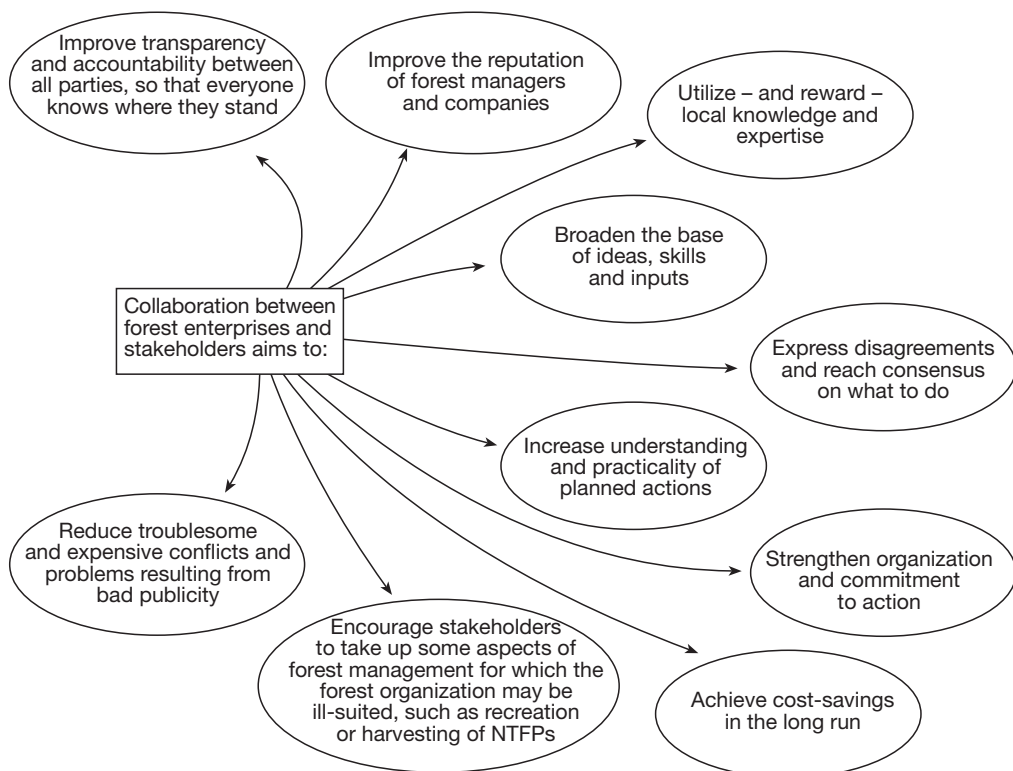 Improve transparency
and accountability between
all parties, so that everyone
knows where they stand
Improve the reputation
of forest managers
and companies
Utilize – and reward –
local knowledge and
expertise
Broaden the base
of ideas, skills
and inputs
Collaboration between
forest enterprises and
stakeholders aims to:
Express disagreements
and reach consensus
on what to do
Increase understanding
and practicality of
planned actions
Reduce troublesome
and expensive conflicts and
problems resulting from
bad publicity
Strengthen organization
and commitment
to action
Encourage stakeholders
to take up some aspects of
forest management for which the
forest organization may be
ill-suited, such as recreation
or harvesting of NTFPs
Achieve cost-savings
in the long run